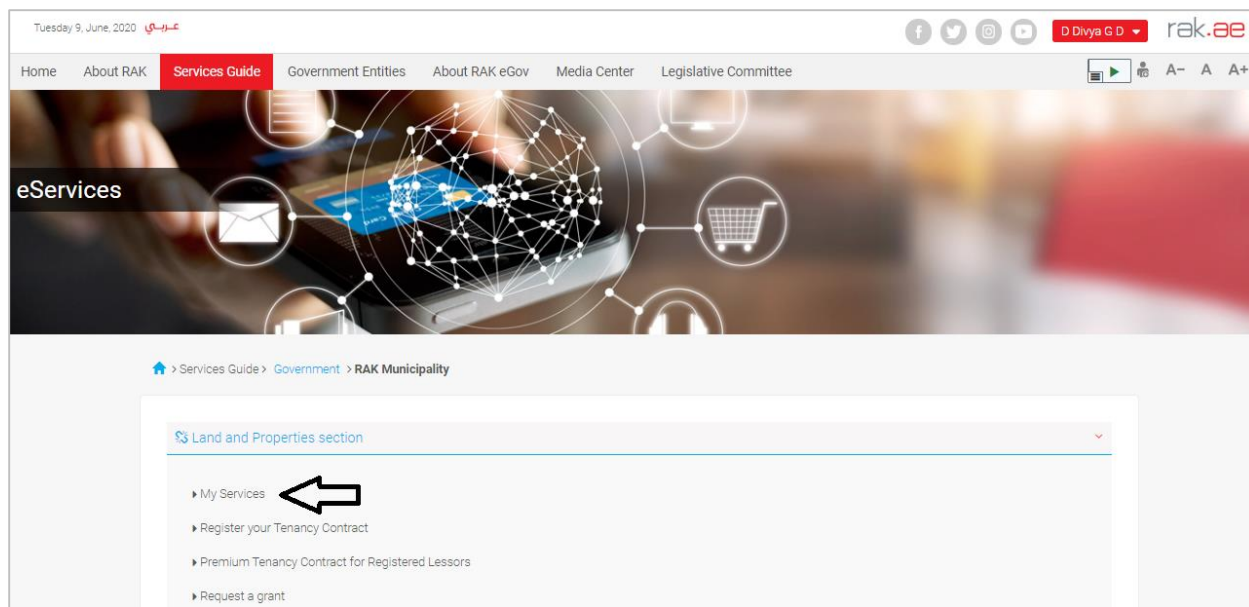 Tuesday 9, June, 2020 عـربــي
D Divya G D
rak.ae
Home About RAK Services Guide Government Entities About RAK eGov Media Center Legislative Committee A- A A+
eServices
Card
> Services Guide > Government > RAK Municipality
Land and Properties section
My Services
Register your Tenancy Contract
Premium Tenancy Contract for Registered Lessors
Request a grant